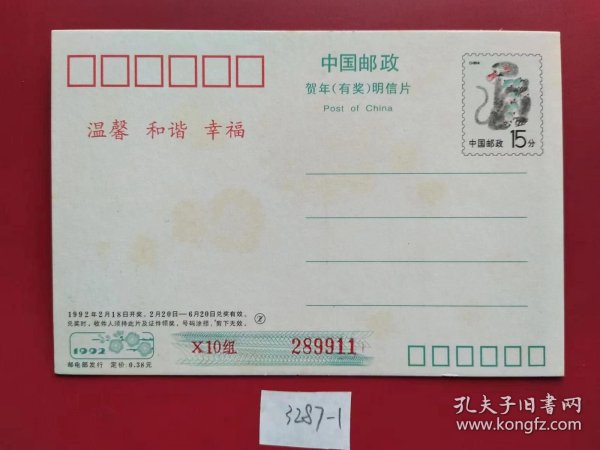 中国邮政
贺年(有奖)明信片
Post of China
中国邮政 15分
温馨 和谐 幸福
1992年2月18日开奖,2月20日—6月20日兑奖有效。
兑奖时,收件人须持此片及证件领奖,号码涂揩,剪下无效。
1992
邮电部发行 定价:0.38元
X10组 289911
3287-1
孔夫子旧书网
www.kongfz.com